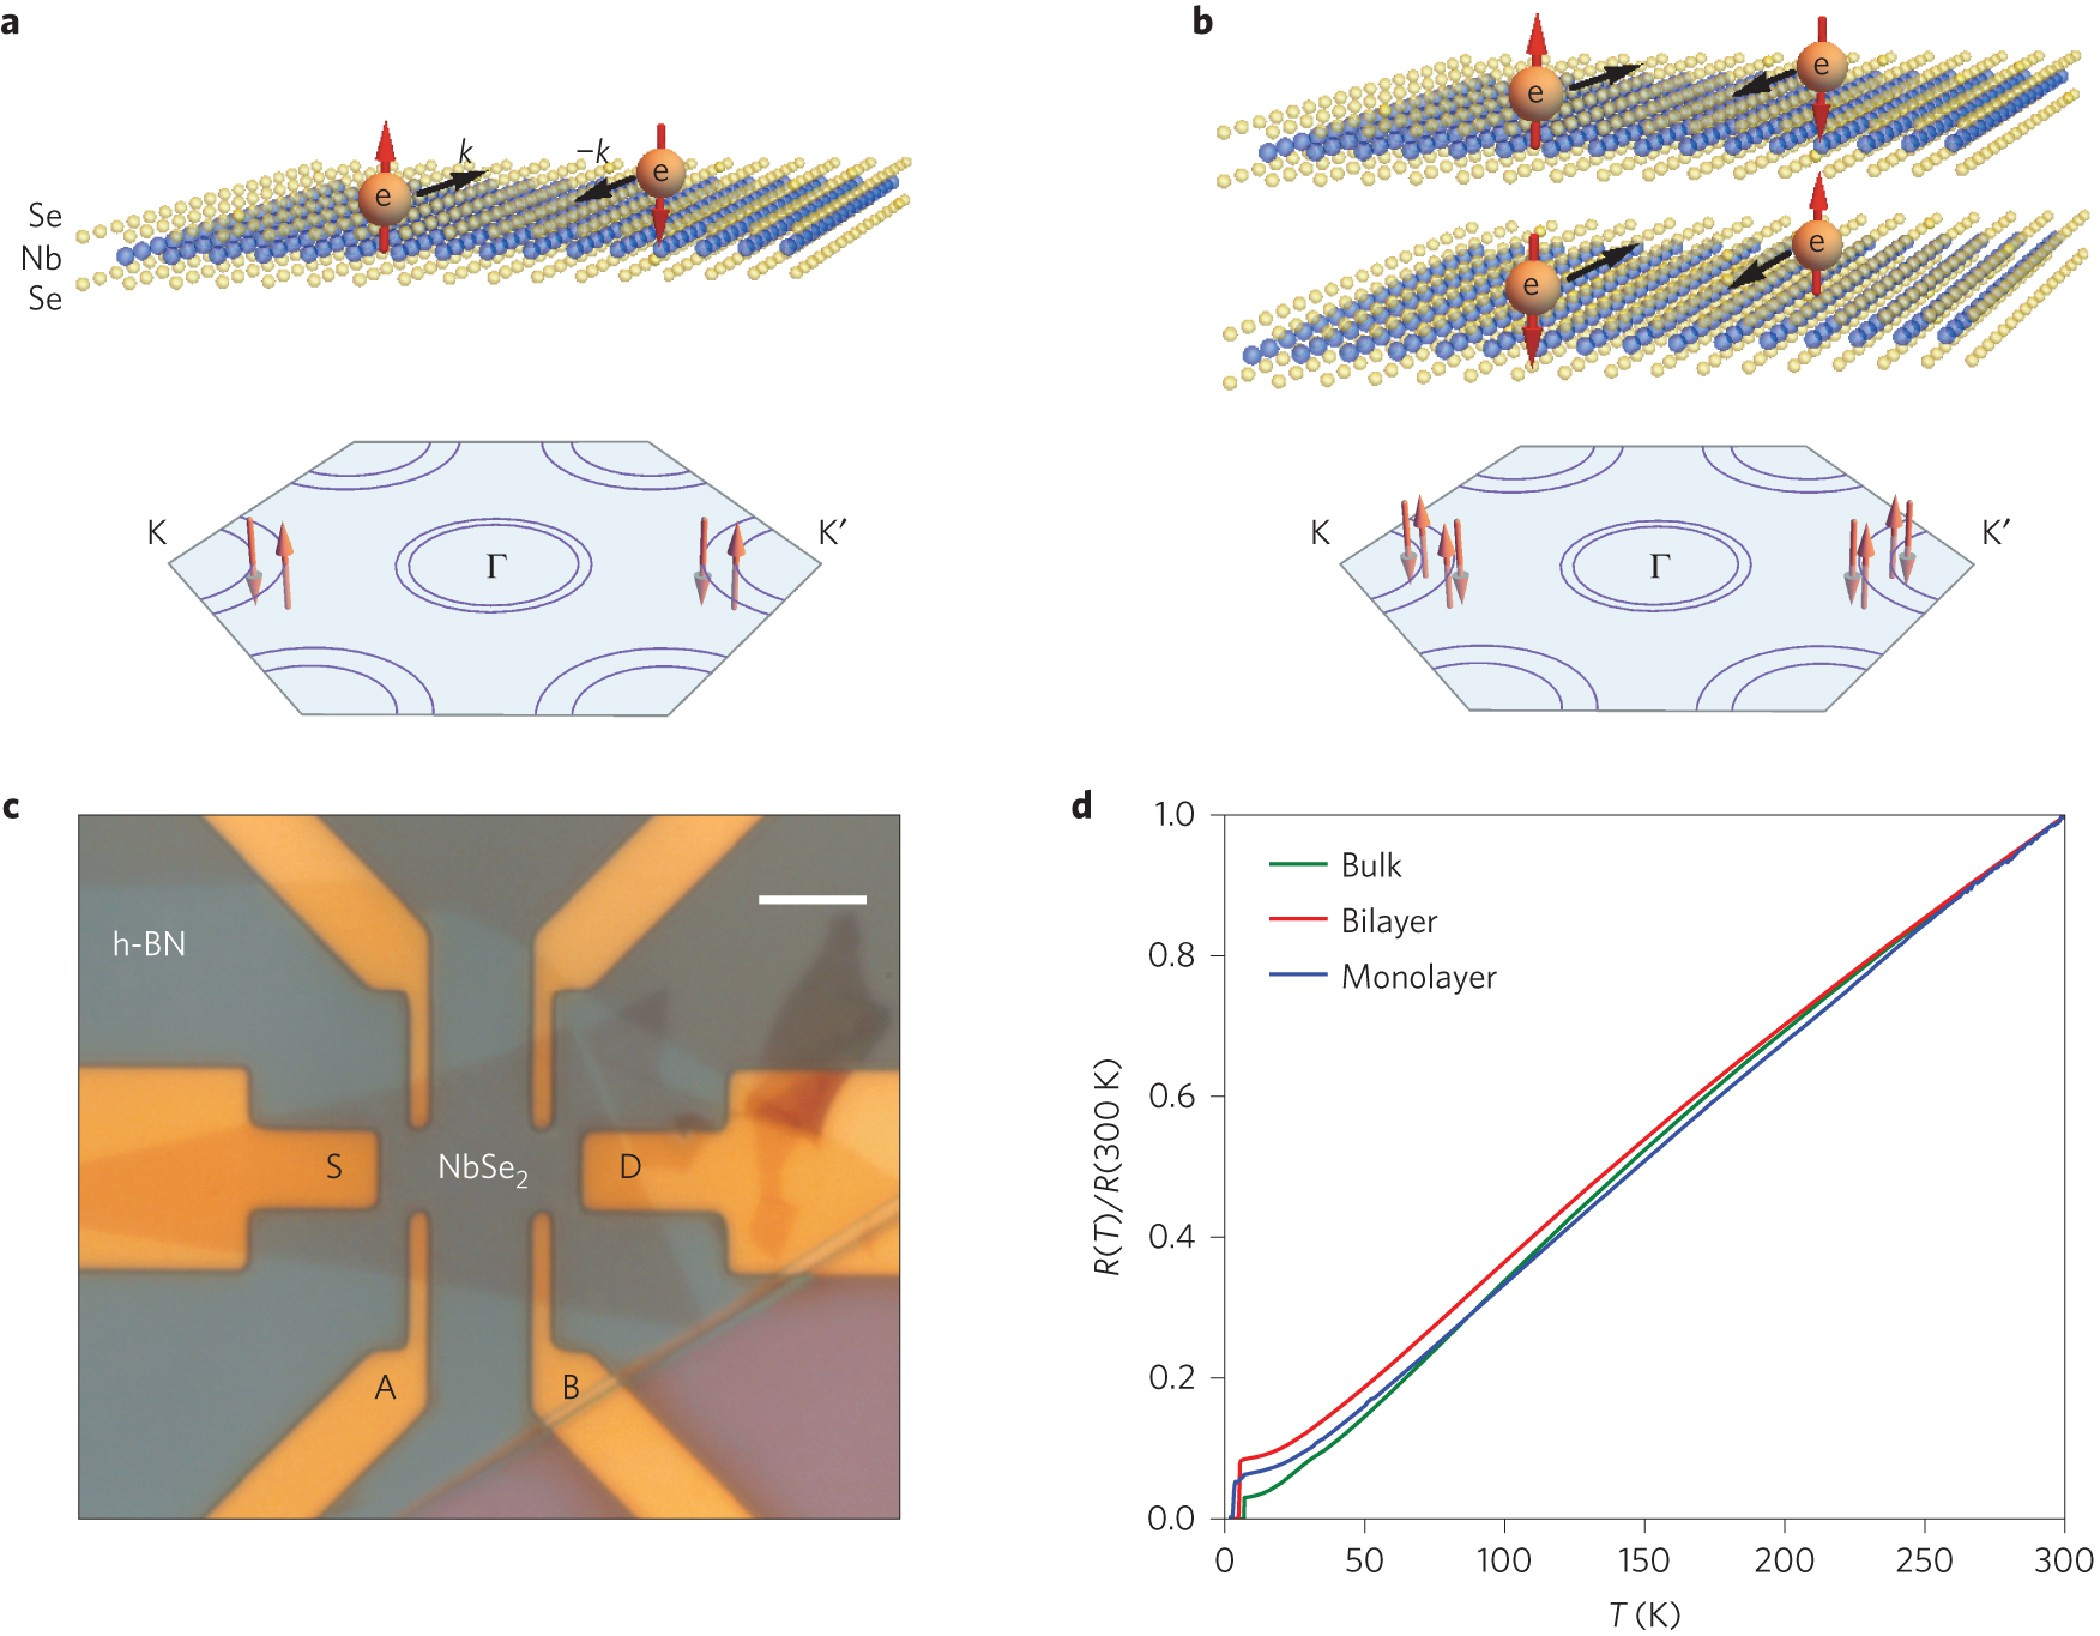 a
k
−k
e
e
Se
Nb
Se
K
Γ
K′
b
e
e
e
e
K
Γ
K′
c
h-BN
S
NbSe₂
D
A
B
d
1.0
0.8
0.6
0.4
0.2
0.0
R(T)/R(300 K)
Bulk
Bilayer
Monolayer
0 50 100 150 200 250 300
T (K)